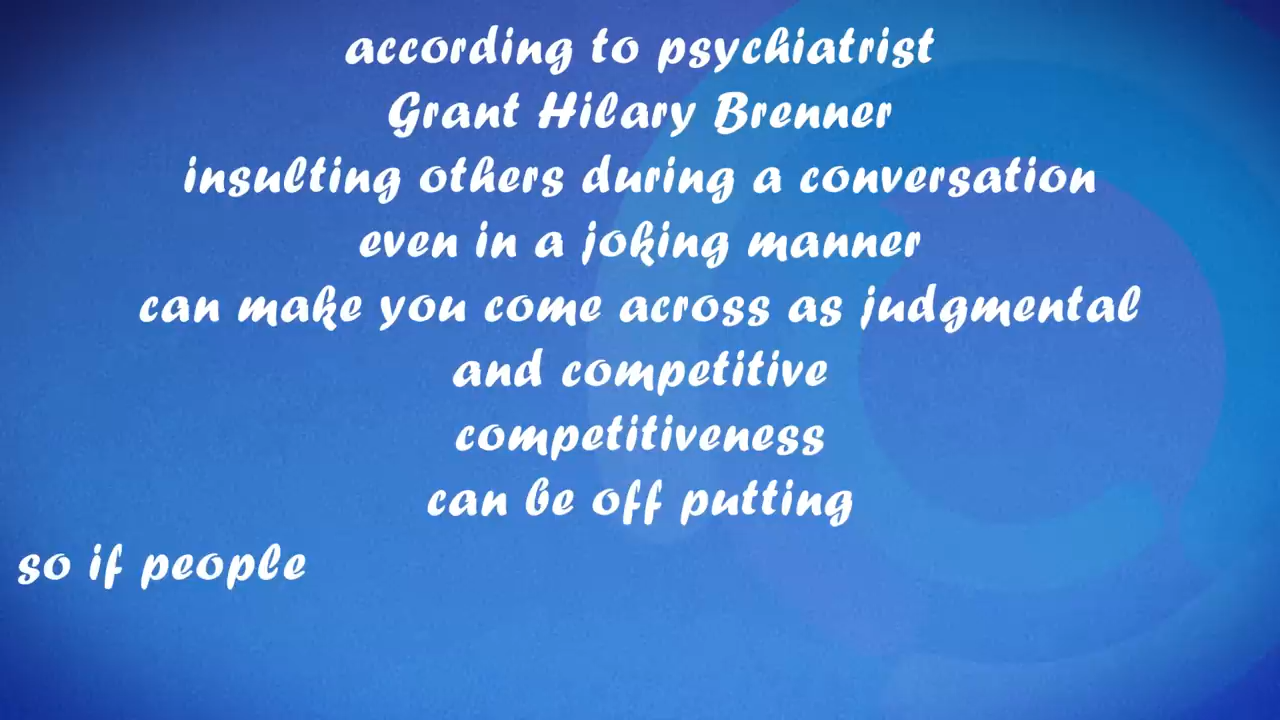 according to psychiatrist
Grant Hilary Brenner
insulting others during a conversation
even in a joking manner
can make you come across as judgmental
and competitive
competitiveness
can be off putting
so if people